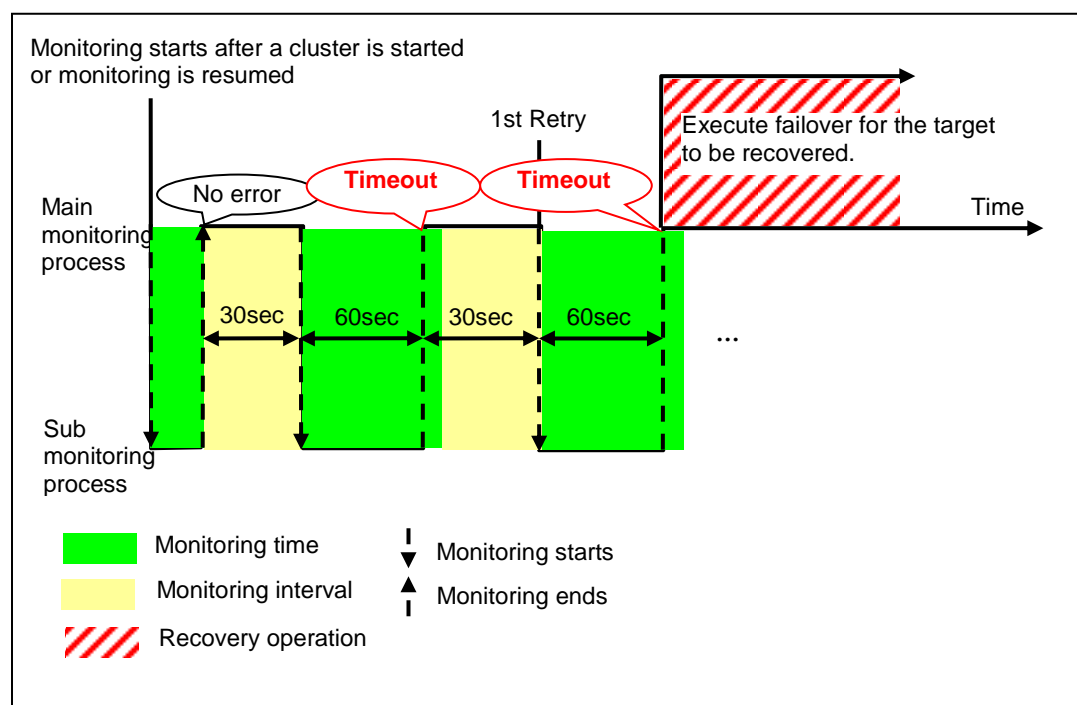 Monitoring starts after a cluster is started
or monitoring is resumed
1st Retry
Execute failover for the target
to be recovered.
No error
Timeout
Timeout
Time
Main
monitoring
process
30sec
60sec
30sec
60sec
...
Sub
monitoring
process
Monitoring time
Monitoring starts
Monitoring interval
Monitoring ends
Recovery operation